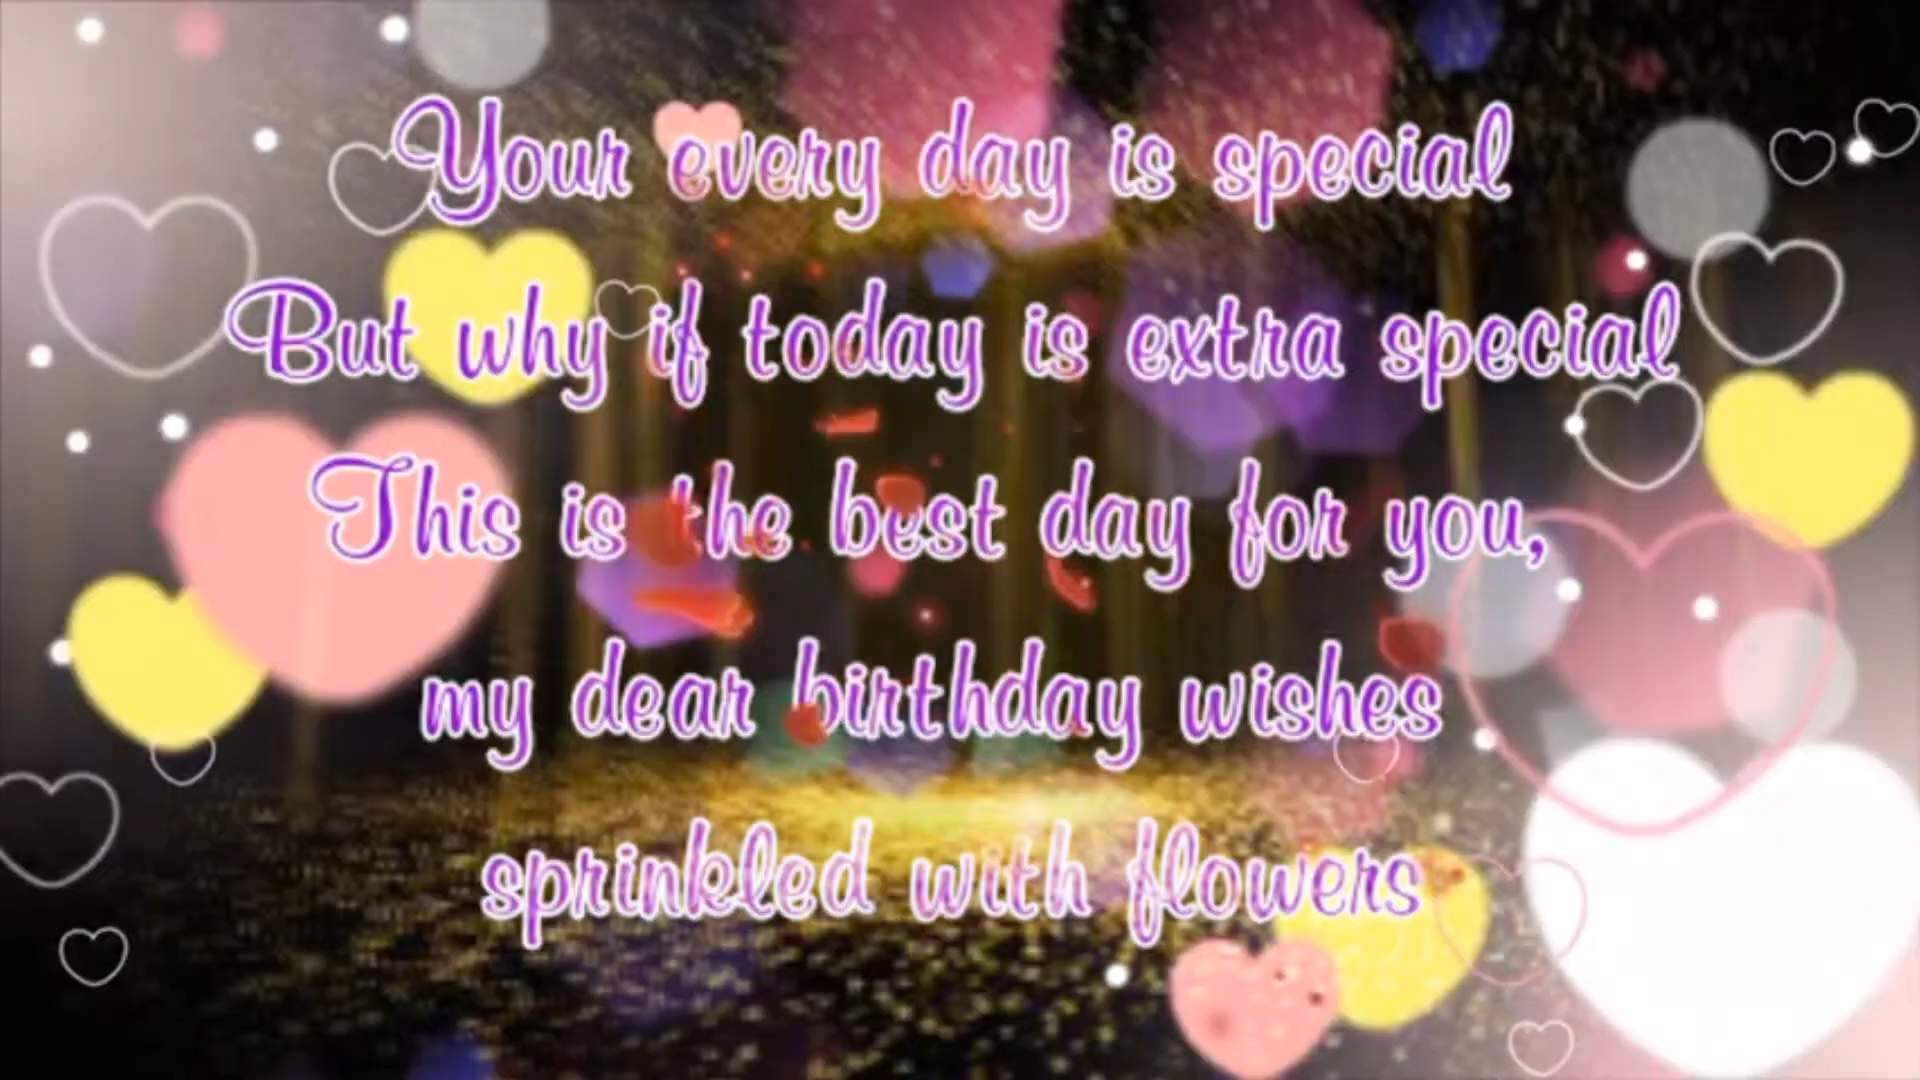 Your every day is special
But why if today is extra special
This is the best day for you,
my dear birthday wishes
sprinkled with flowers